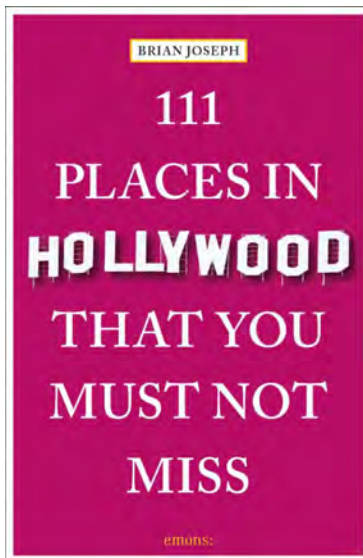 BRIAN JOSEPH
111
PLACES IN
HOLLYWOOD
THAT YOU
MUST NOT
MISS
emons: